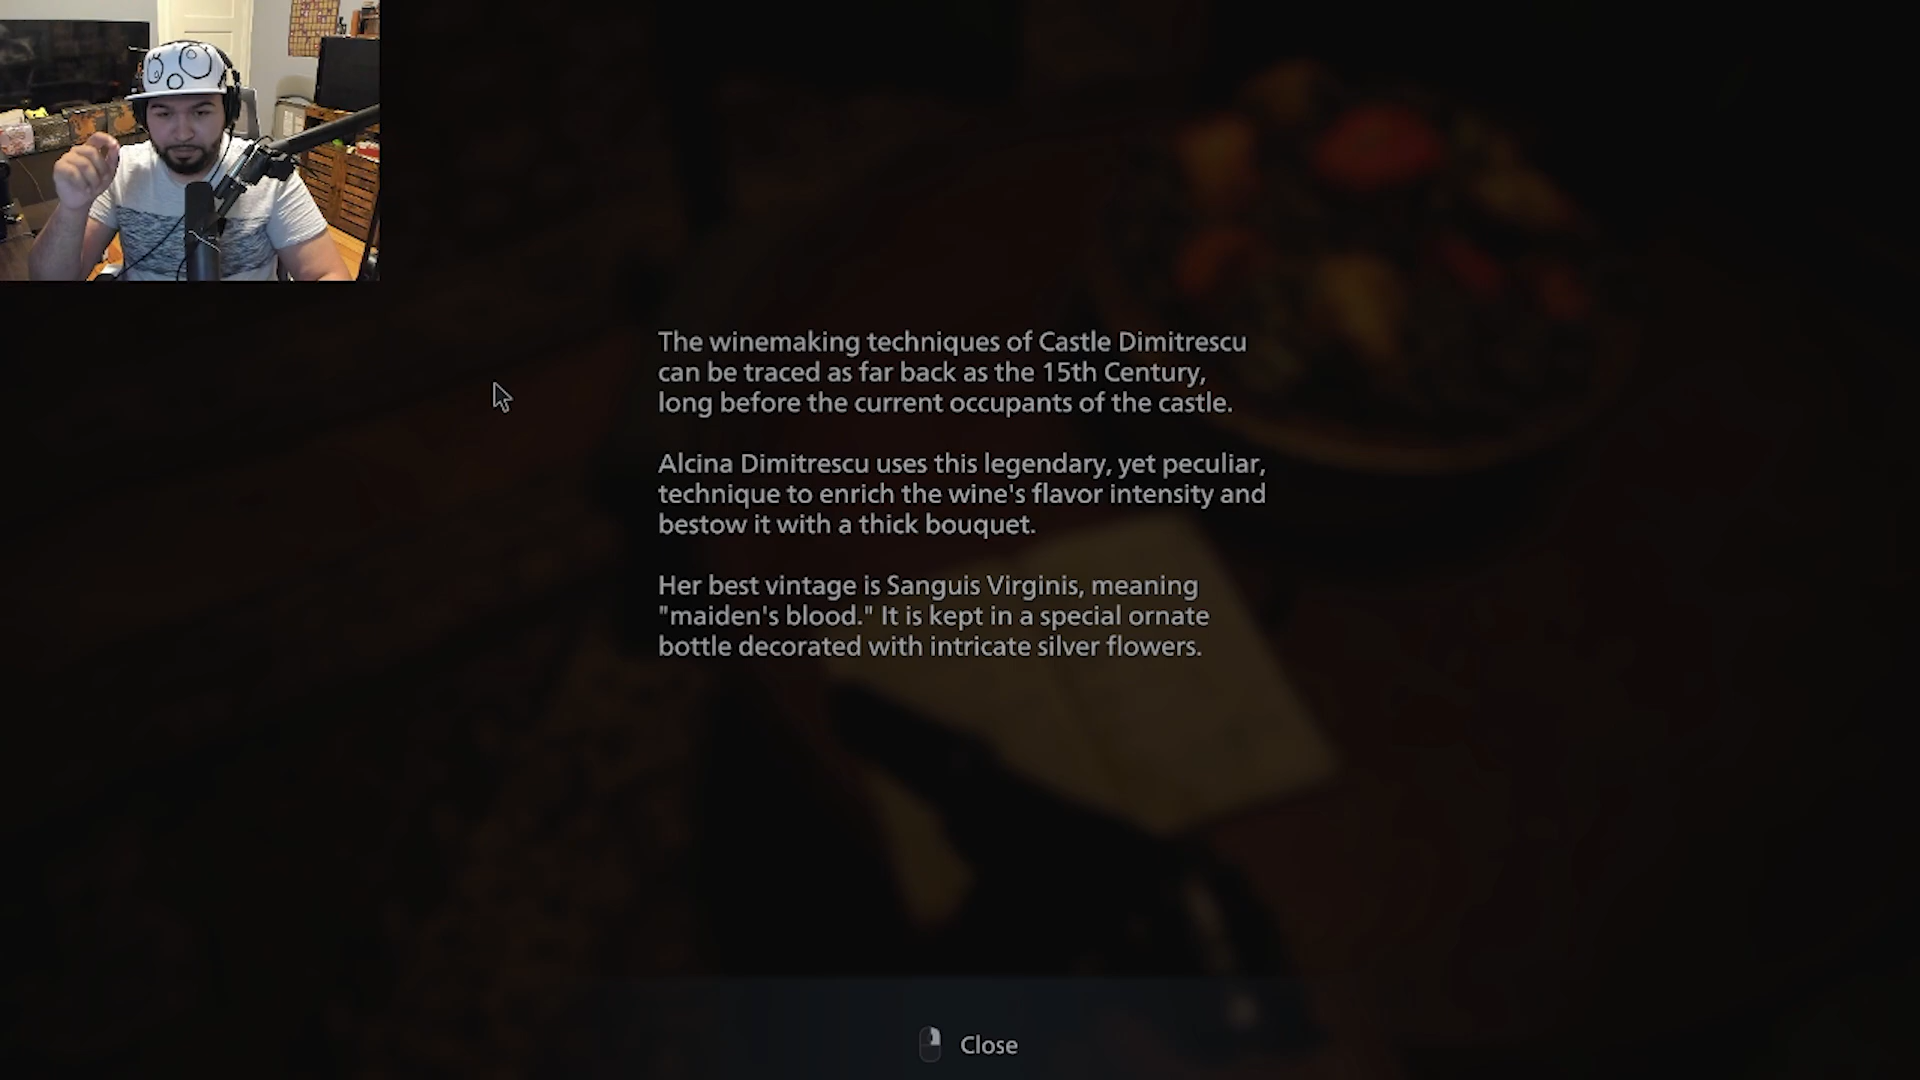 The winemaking techniques of Castle Dimitrescu
can be traced as far back as the 15th Century,
long before the current occupants of the castle.
Alcina Dimitrescu uses this legendary, yet peculiar,
technique to enrich the wine's flavor intensity and
bestow it with a thick bouquet.
Her best vintage is Sanguis Virginis, meaning
"maiden's blood." It is kept in a special ornate
bottle decorated with intricate silver flowers.
Close